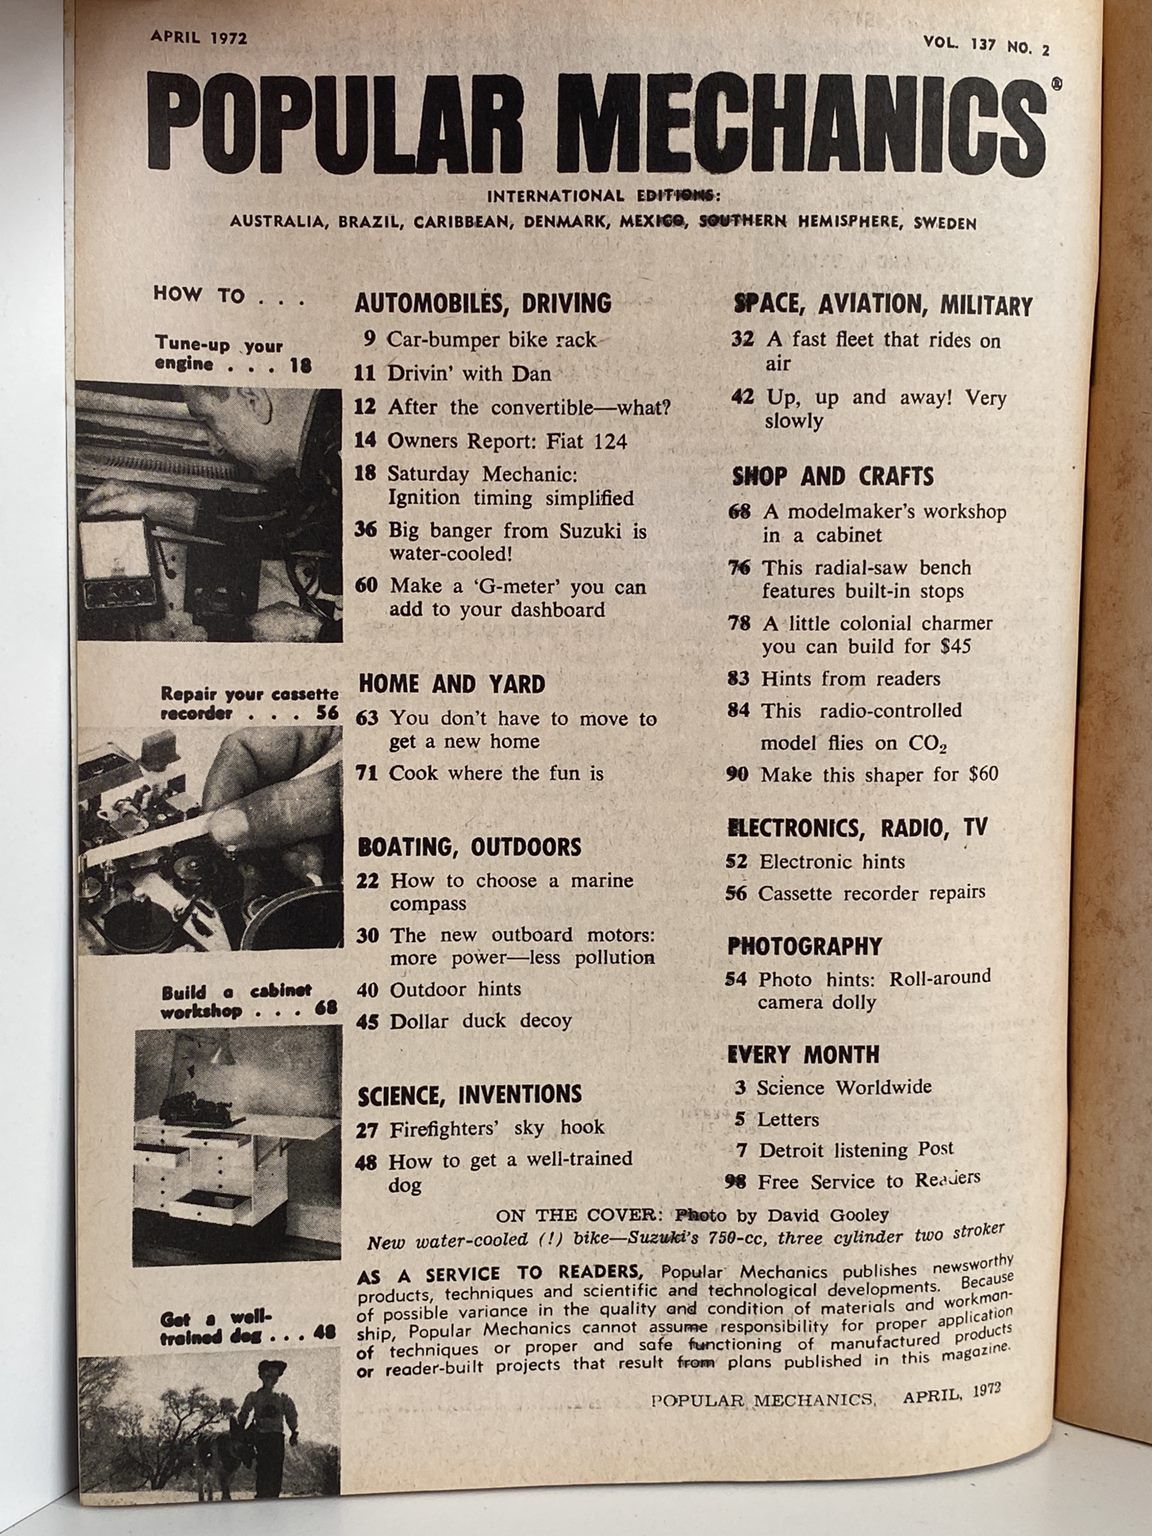 APRIL 1972
VOL. 137 NO. 2
POPULAR MECHANICS®
INTERNATIONAL EDITIONS:
AUSTRALIA, BRAZIL, CARIBBEAN, DENMARK, MEXICO, SOUTHERN HEMISPHERE, SWEDEN
HOW TO . . .
Tune-up your
engine . . . 18
Repair your cassette
recorder . . . 56
Build a cabinet
workshop . . . 68
Get a well-
trained dog . . . 48
AUTOMOBILES, DRIVING
9 Car-bumper bike rack
11 Drivin' with Dan
12 After the convertible—what?
14 Owners Report: Fiat 124
18 Saturday Mechanic:
Ignition timing simplified
36 Big banger from Suzuki is
water-cooled!
60 Make a 'G-meter' you can
add to your dashboard
HOME AND YARD
63 You don't have to move to
get a new home
71 Cook where the fun is
BOATING, OUTDOORS
22 How to choose a marine
compass
30 The new outboard motors:
more power—less pollution
40 Outdoor hints
45 Dollar duck decoy
SCIENCE, INVENTIONS
27 Firefighters' sky hook
48 How to get a well-trained
dog
SPACE, AVIATION, MILITARY
32 A fast fleet that rides on
air
42 Up, up and away! Very
slowly
SHOP AND CRAFTS
68 A modelmaker's workshop
in a cabinet
76 This radial-saw bench
features built-in stops
78 A little colonial charmer
you can build for $45
83 Hints from readers
84 This radio-controlled
model flies on CO₂
90 Make this shaper for $60
ELECTRONICS, RADIO, TV
52 Electronic hints
56 Cassette recorder repairs
PHOTOGRAPHY
54 Photo hints: Roll-around
camera dolly
EVERY MONTH
3 Science Worldwide
5 Letters
7 Detroit listening Post
98 Free Service to Readers
ON THE COVER: Photo by David Gooley
New water-cooled (!) bike—Suzuki's 750-cc, three cylinder two stroker
AS A SERVICE TO READERS, Popular Mechanics publishes newsworthy
products, techniques and scientific and technological developments. Because
of possible variance in the quality and condition of materials and workman-
ship, Popular Mechanics cannot assume responsibility for proper application
of techniques or proper and safe functioning of manufactured products
or reader-built projects that result from plans published in this magazine.
POPULAR MECHANICS, APRIL, 1972